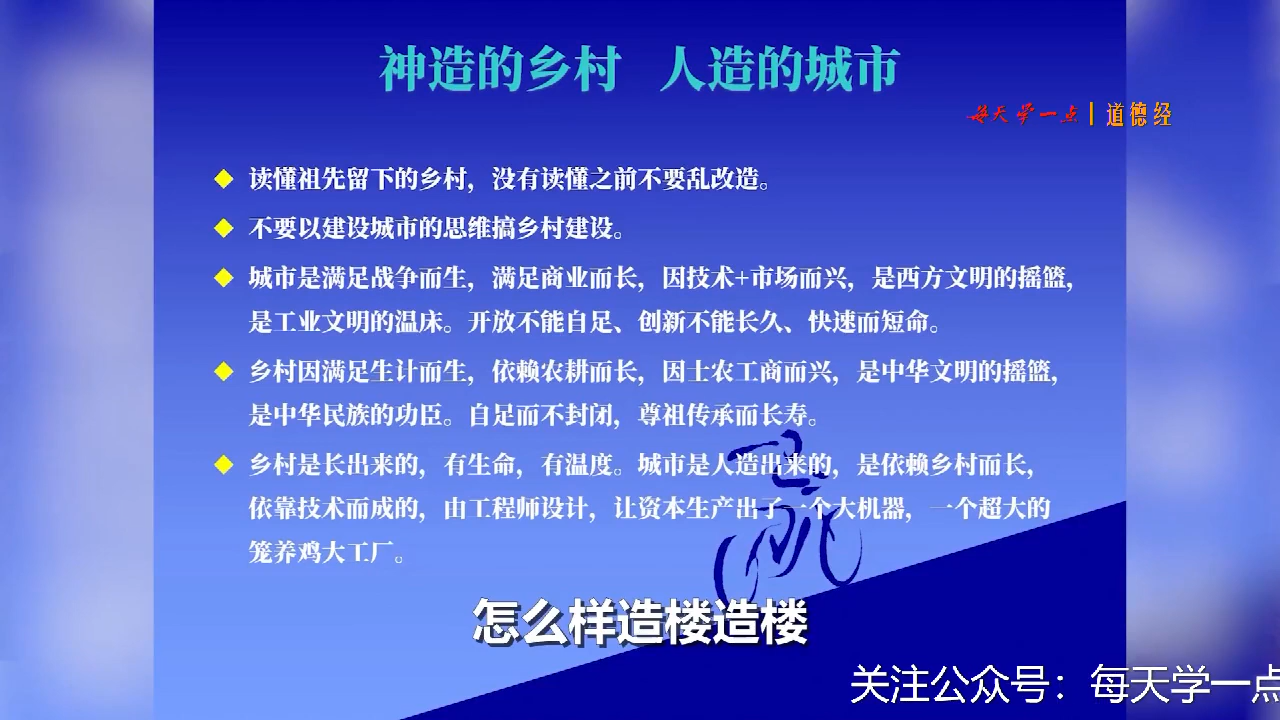 神造的乡村 人造的城市
每天学一点|道德经
◆ 读懂祖先留下的乡村，没有读懂之前不要乱改造。
◆ 不要以建设城市的思维搞乡村建设。
◆ 城市是满足战争而生，满足商业而长，因技术+市场而兴，是西方文明的摇篮，
是工业文明的温床。开放不能自足、创新不能长久、快速而短命。
◆ 乡村因满足生计而生，依赖农耕而长，因士农工商而兴，是中华文明的摇篮，
是中华民族的功臣。自足而不封闭，尊祖传承而长寿。
◆ 乡村是长出来的，有生命，有温度。城市是人造出来的，是依赖乡村而长，
依靠技术而成的，由工程师设计，让资本生产出了一个大机器，一个超大的
笼养鸡大工厂。
怎么样造楼造楼
关注公众号：每天学一点